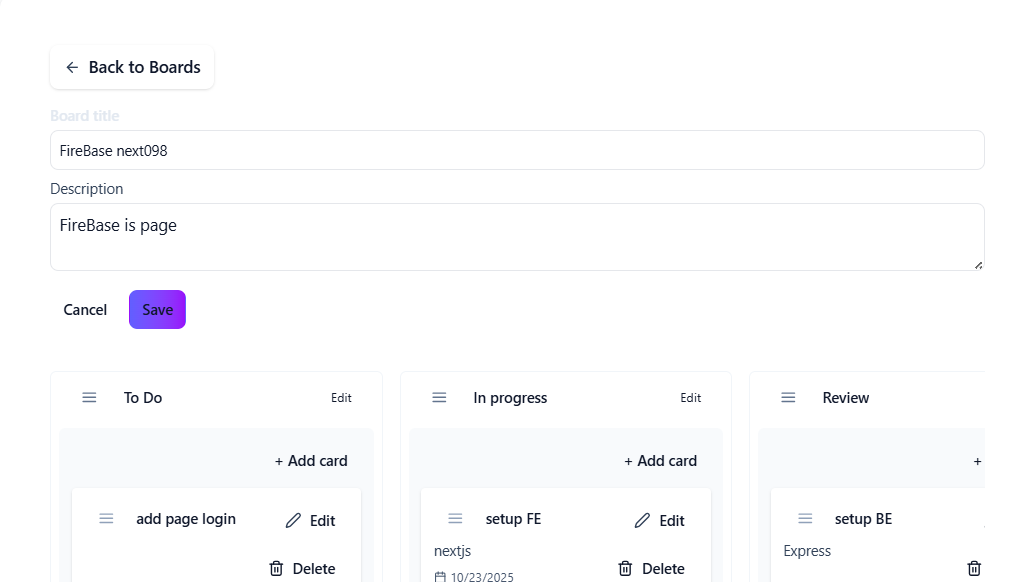 Back to Boards
Board title
FireBase next098
Description
FireBase is page
Cancel Save
To Do Edit In progress Edit Review
+ Add card + Add card +
add page login Edit setup FE Edit setup BE
nextjs Express
Delete Delete
10/23/2025